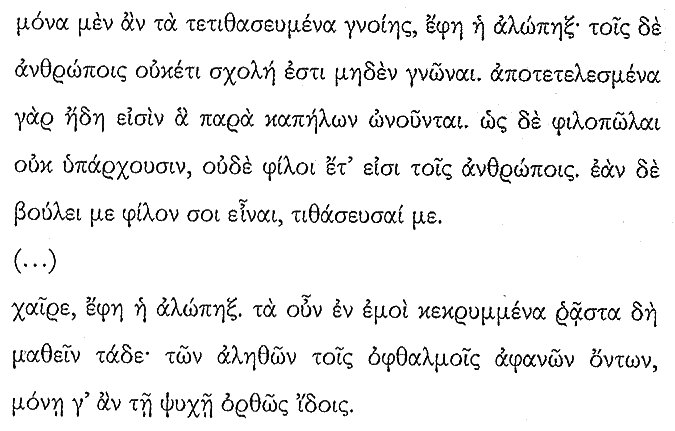 μόνα μὲν ἂν τὰ τετιθασευμένα γνοίης, ἔφη ἡ ἀλώπηξ· τοῖς δὲ
ἀνθρώποις οὐκέτι σχολή ἐστι μηδὲν γνῶναι. ἀποτετελεσμένα
γὰρ ἤδη εἰσὶν ἃ παρὰ καπήλων ὠνοῦνται. ὡς δὲ φιλοπῶλαι
οὐκ ὑπάρχουσιν, οὐδὲ φίλοι ἔτ’ εἰσι τοῖς ἀνθρώποις. ἐὰν δὲ
βούλει με φίλον σοι εἶναι, τιθάσευσαί με.
(...)
χαῖρε, ἔφη ἡ ἀλώπηξ. τὰ οὖν ἐν ἐμοὶ κεκρυμμένα ῥᾷστα δὴ
μαθεῖν τάδε· τῶν ἀληθῶν τοῖς ὀφθαλμοῖς ἀφανῶν ὄντων,
μόνῃ γ’ ἂν τῇ ψυχῇ ὀρθῶς ἴδοις.